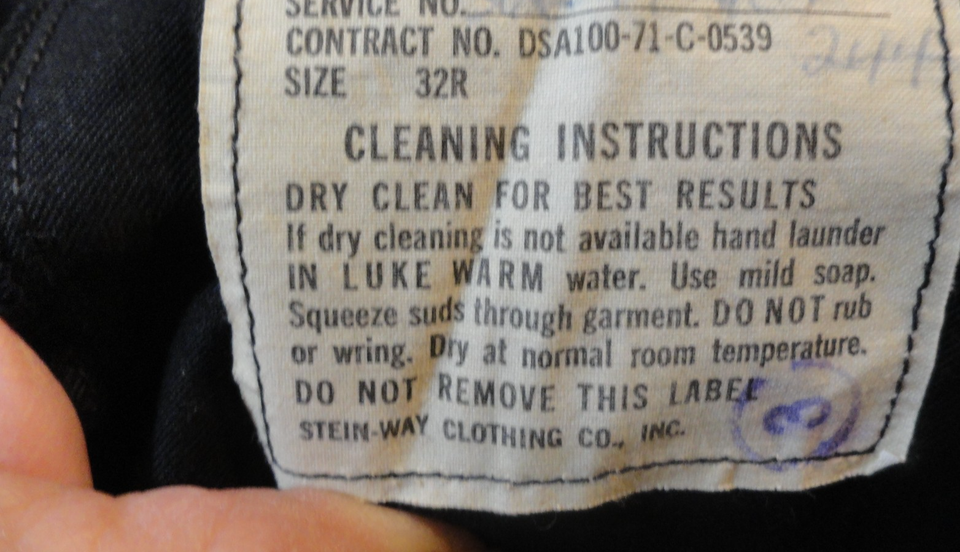 SERVICE NO.
CONTRACT NO. DSA100-71-C-0539
SIZE 32R
CLEANING INSTRUCTIONS
DRY CLEAN FOR BEST RESULTS
If dry cleaning is not available hand launder
IN LUKE WARM water. Use mild soap.
Squeeze suds through garment. DO NOT rub
or wring. Dry at normal room temperature.
DO NOT REMOVE THIS LABEL
STEIN-WAY CLOTHING CO., INC.
3